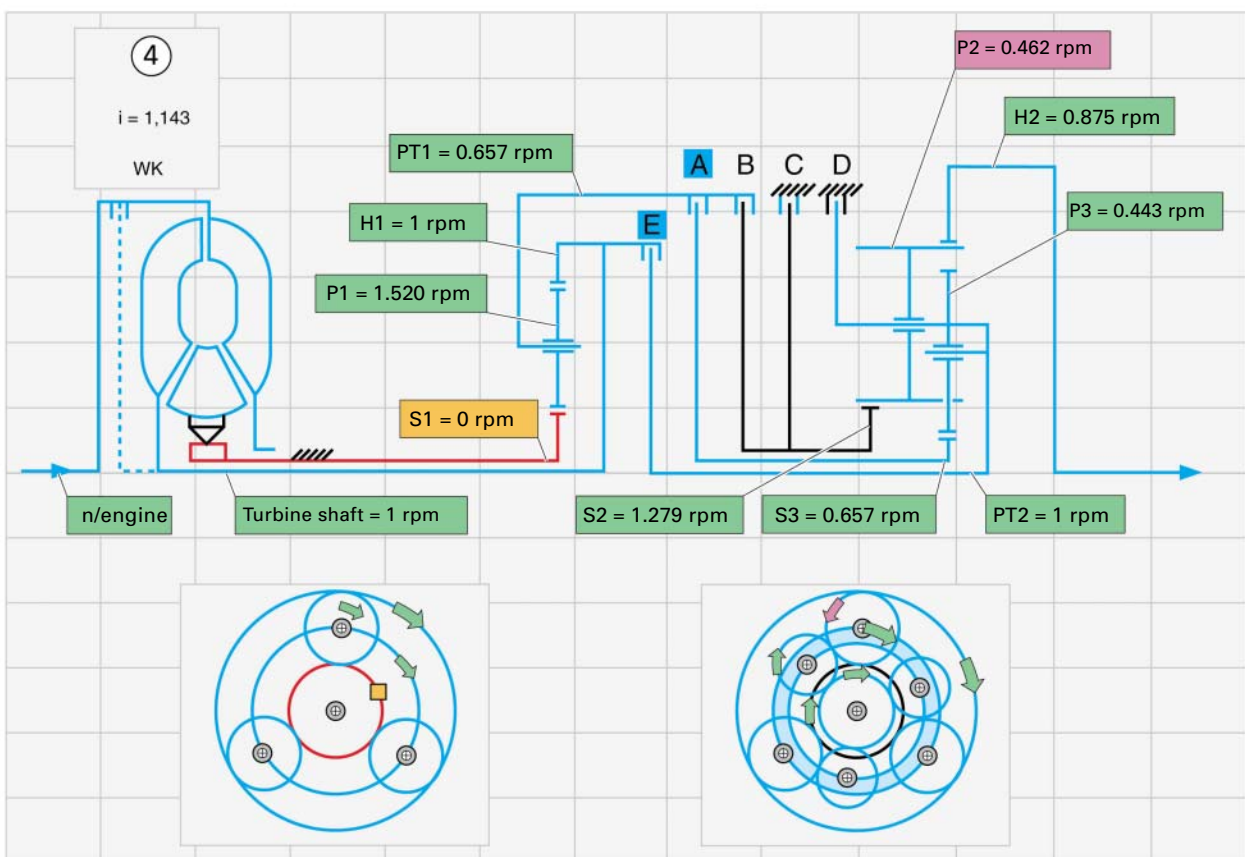 4
i = 1,143
WK
P2 = 0.462 rpm
H2 = 0.875 rpm
PT1 = 0.657 rpm
A
B
C
D
H1 = 1 rpm
E
P3 = 0.443 rpm
P1 = 1.520 rpm
S1 = 0 rpm
n/engine
Turbine shaft = 1 rpm
S2 = 1.279 rpm
S3 = 0.657 rpm
PT2 = 1 rpm